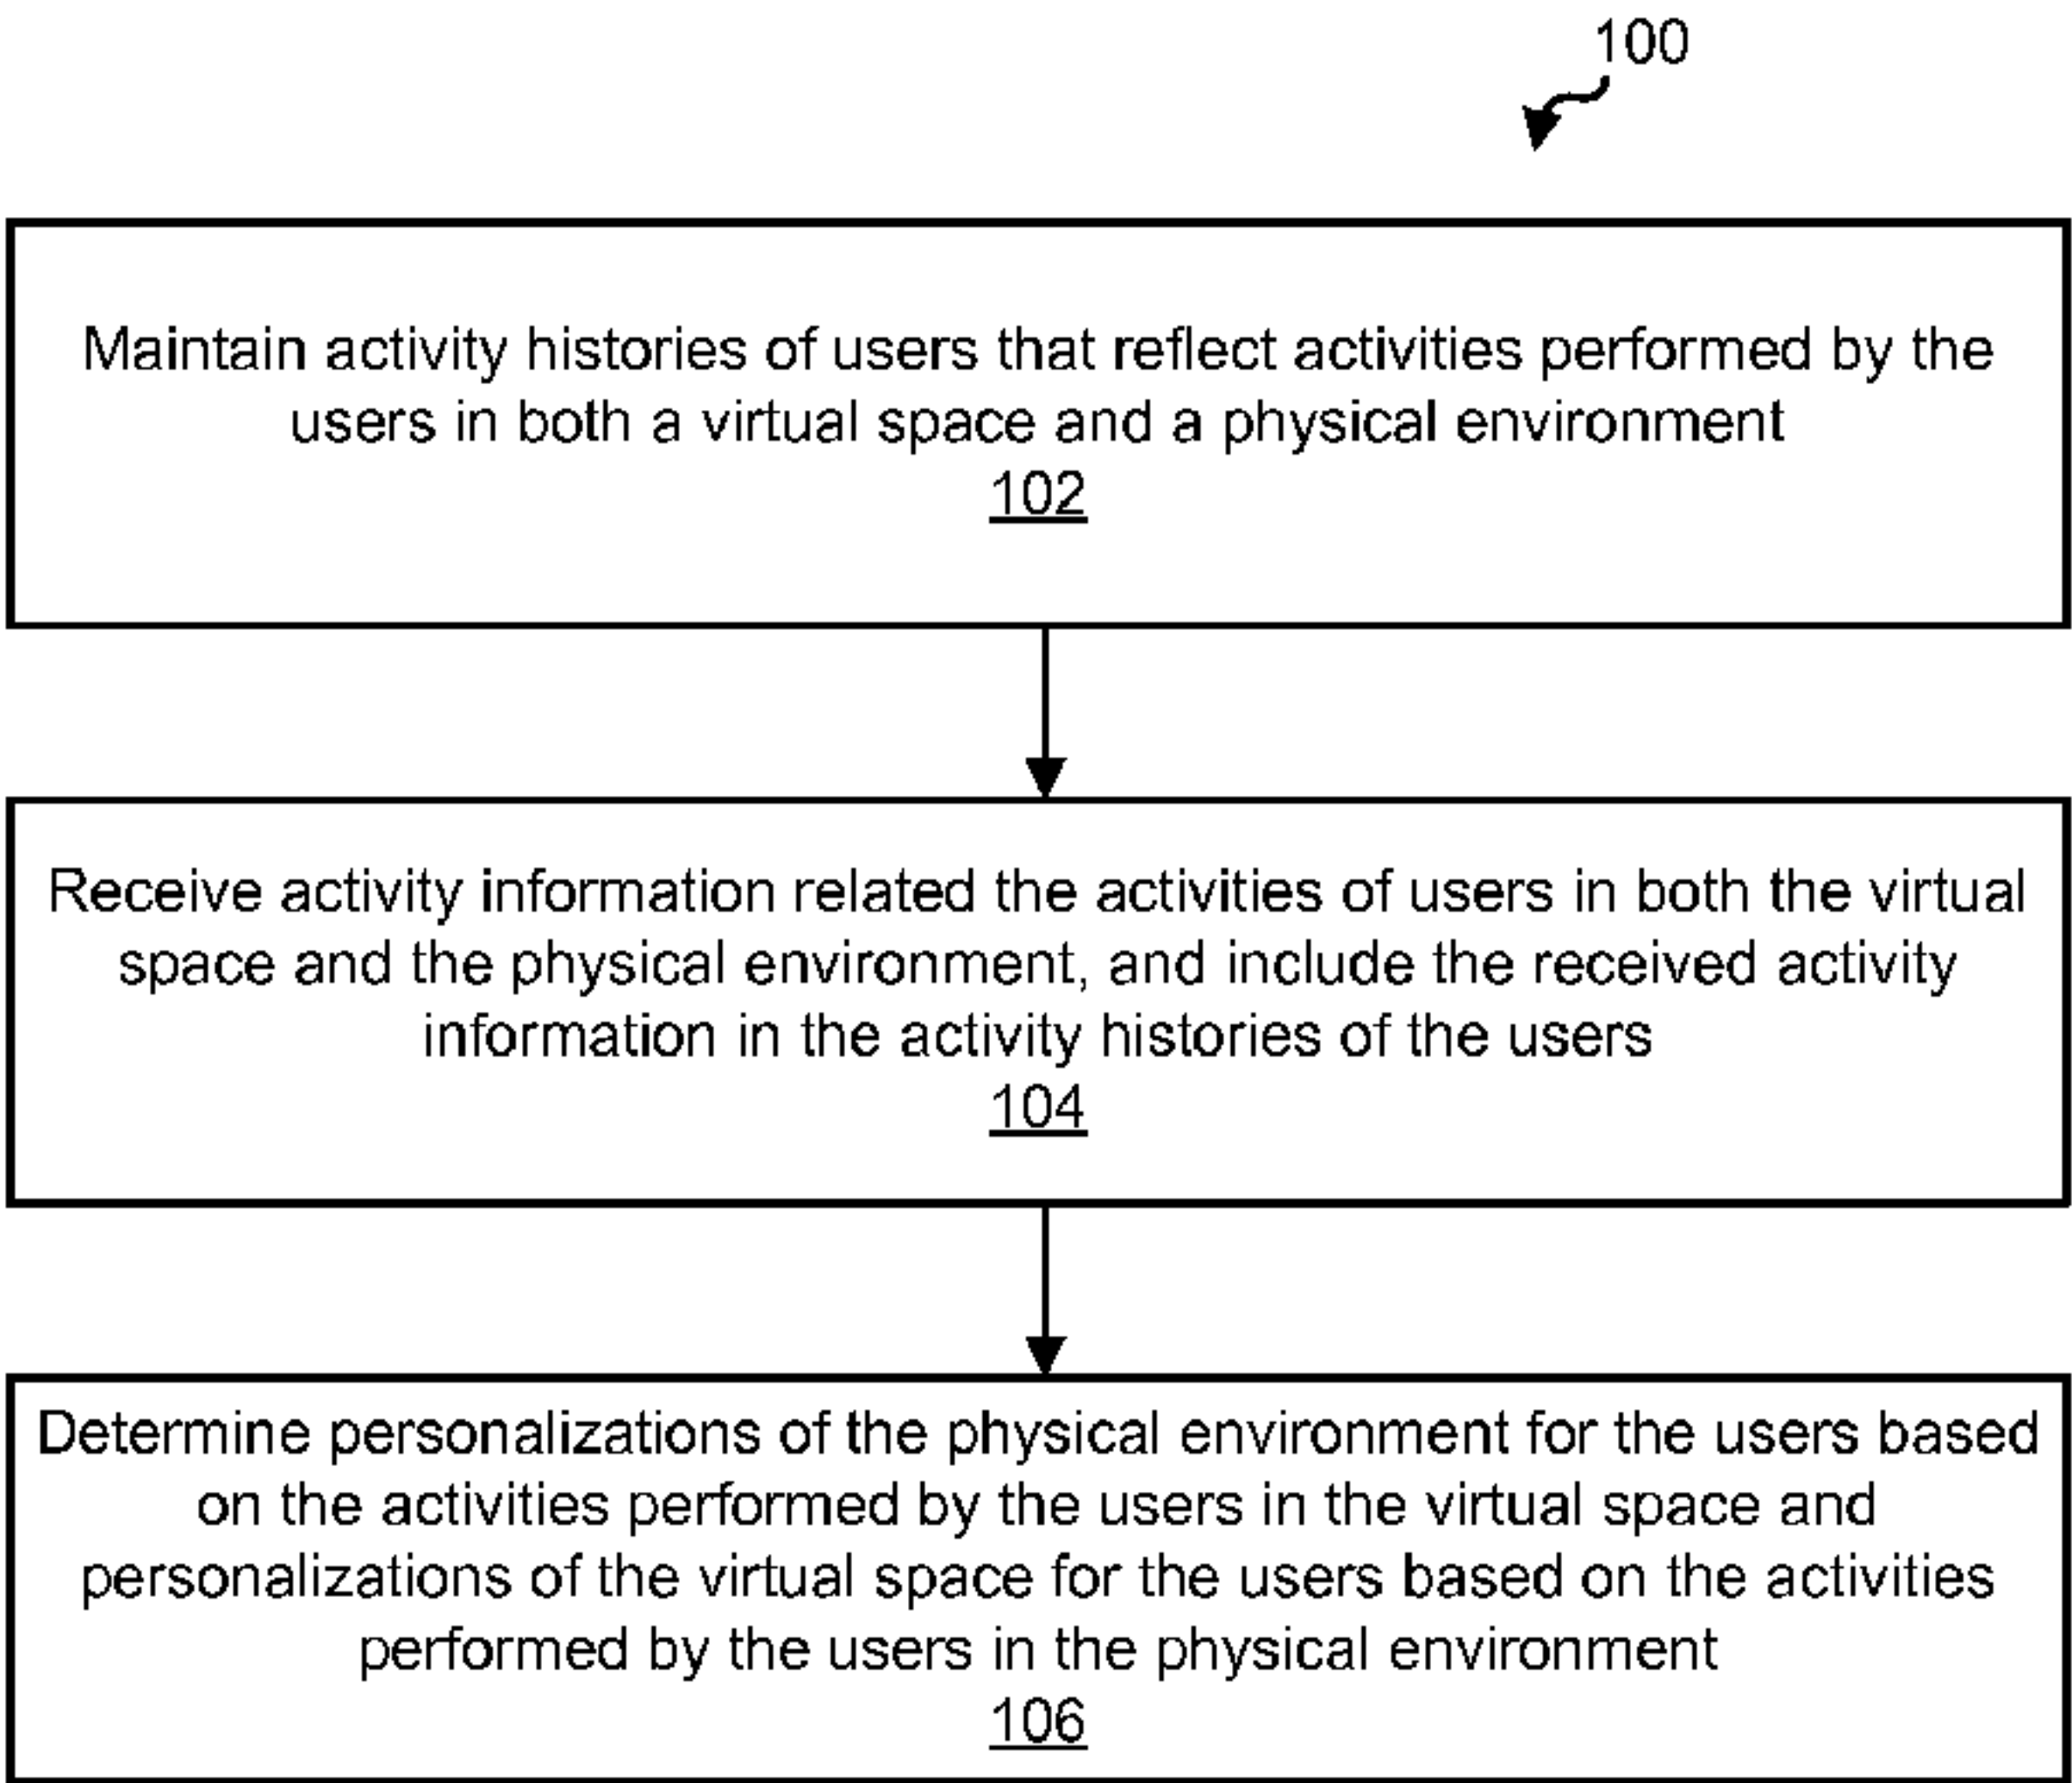 100
Maintain activity histories of users that reflect activities performed by the
users in both a virtual space and a physical environment
102
Receive activity information related the activities of users in both the virtual
space and the physical environment, and include the received activity
information in the activity histories of the users
104
Determine personalizations of the physical environment for the users based
on the activities performed by the users in the virtual space and
personalizations of the virtual space for the users based on the activities
performed by the users in the physical environment
106